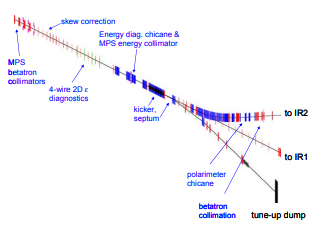 skew correction
Energy diag. chicane &
MPS energy collimator
MPS
betatron
collimators
4-wire 2D ε
diagnostics
kicker,
septum
to IR2
to IR1
polarimeter
chicane
betatron
collimation
tune-up dump